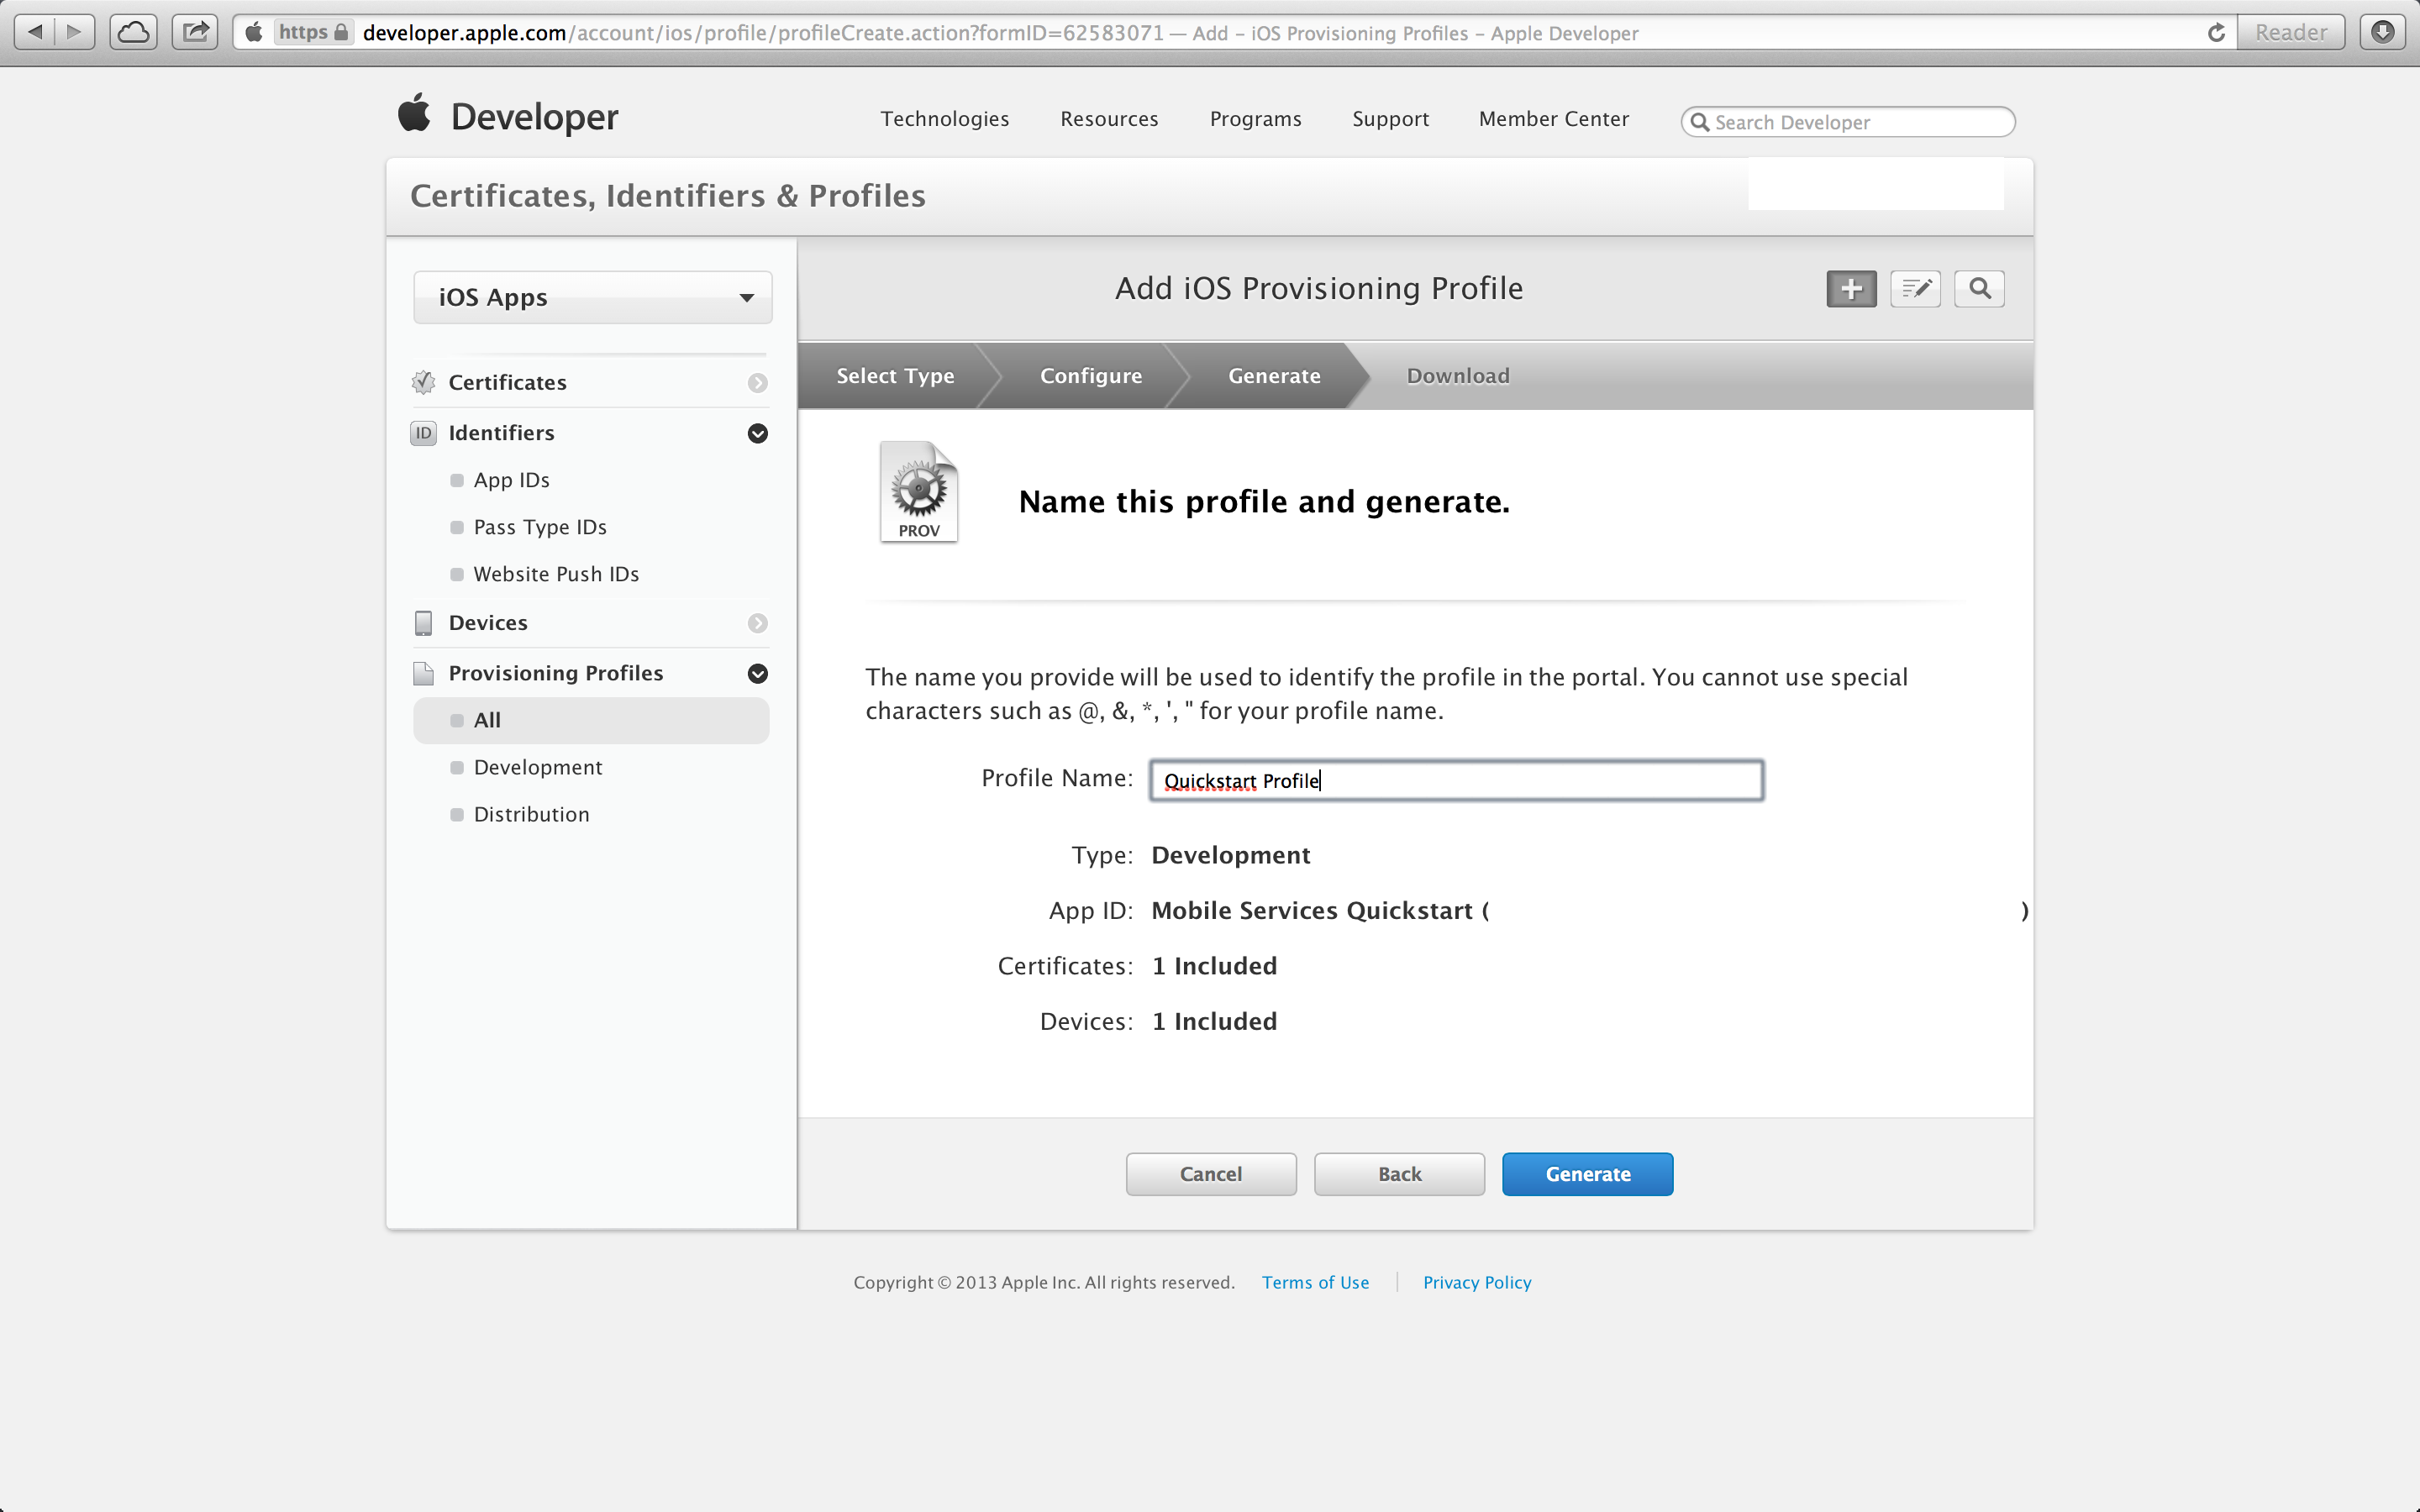 https developer.apple.com/account/ios/profile/profileCreate.action?formID=62583071 — Add - iOS Provisioning Profiles - Apple Developer
Reader
Developer
Technologies Resources Programs Support Member Center Search Developer
Certificates, Identifiers & Profiles
iOS Apps
Certificates
ID Identifiers
App IDs
Pass Type IDs
Website Push IDs
Devices
Provisioning Profiles
All
Development
Distribution
Add iOS Provisioning Profile
Select Type Configure Generate Download
PROV
Name this profile and generate.
The name you provide will be used to identify the profile in the portal. You cannot use special
characters such as @, &, *, ', " for your profile name.
Profile Name: Quickstart Profile
Type: Development
App ID: Mobile Services Quickstart ( )
Certificates: 1 Included
Devices: 1 Included
Cancel Back Generate
Copyright © 2013 Apple Inc. All rights reserved. Terms of Use Privacy Policy